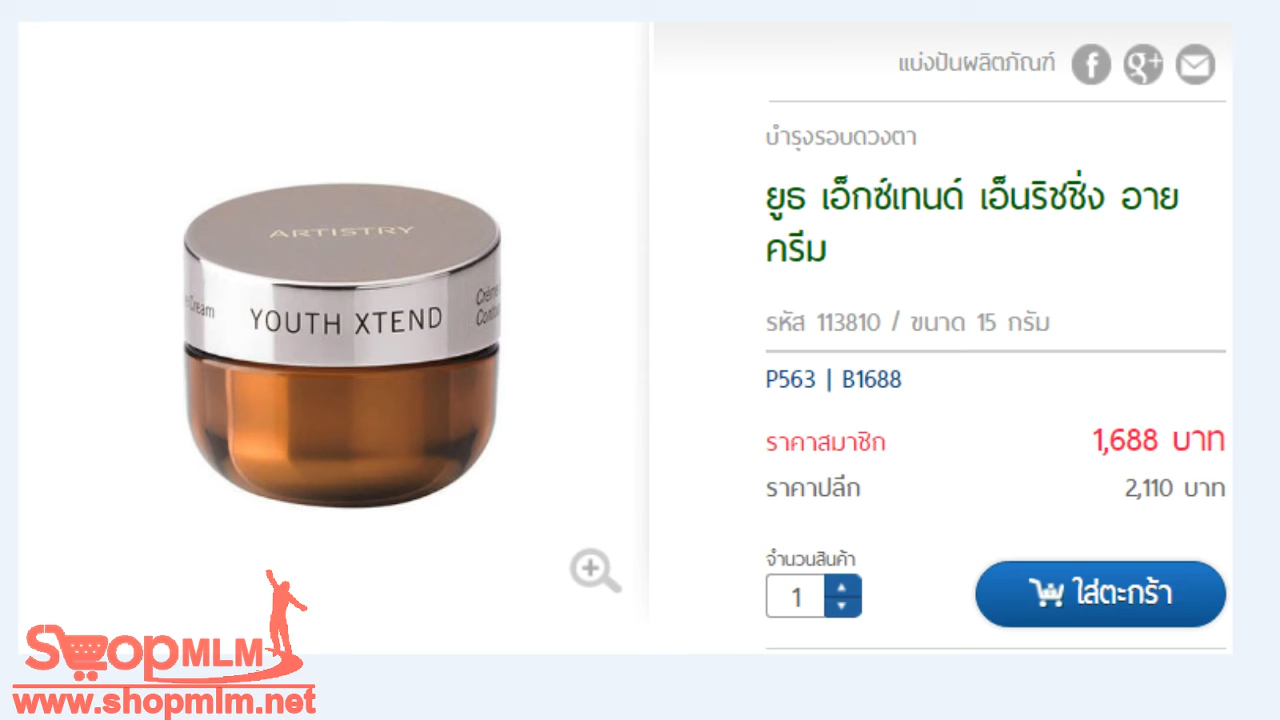 แบ่งปันผลิตภัณฑ์
บำรุงรอบดวงตา
ยูธ เอ็กซ์เทนด์ เอ็นริชชิ่ง อาย
ครีม
รหัส 113810 / ขนาด 15 กรัม
P563 | B1688
ราคาสมาชิก 1,688 บาท
ราคาปลีก 2,110 บาท
จำนวนสินค้า
1
ใส่ตะกร้า
ARTISTRY
Cream YOUTH XTEND Crème
ShopMLM
www.shopmlm.net